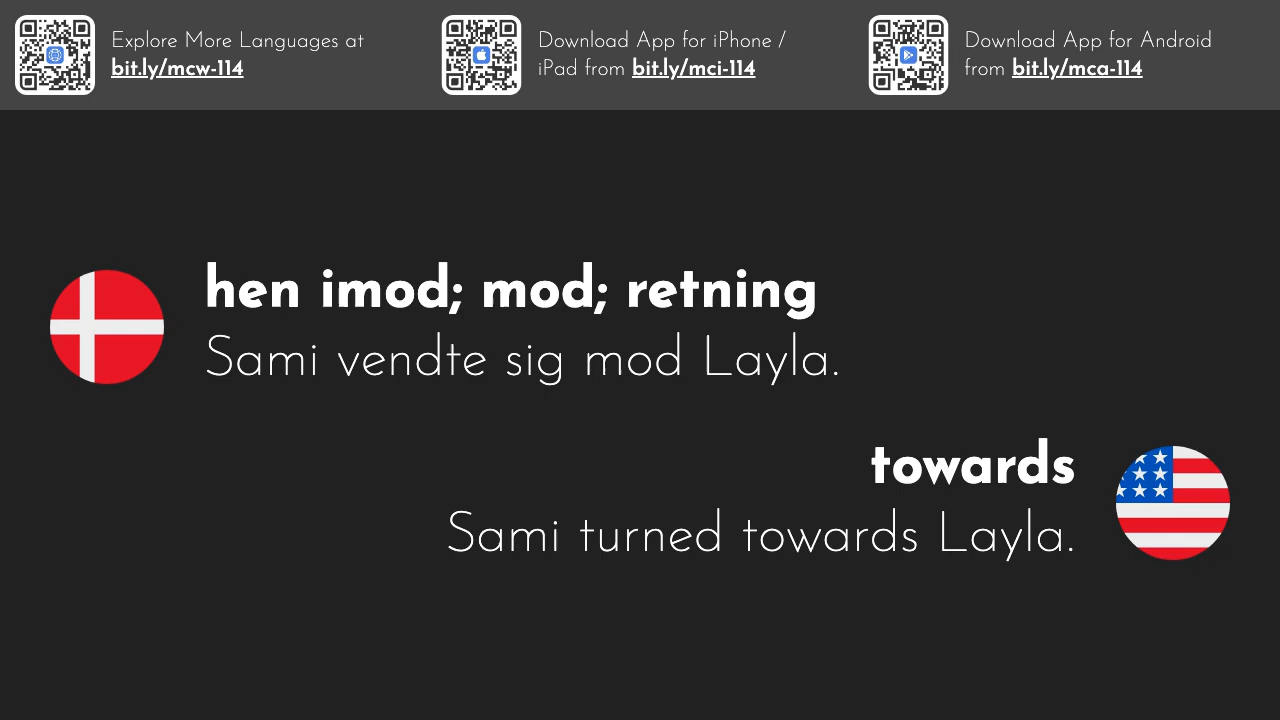 Explore More Languages at
bit.ly/mcw-114
Download App for iPhone /
iPad from bit.ly/mci-114
Download App for Android
from bit.ly/mca-114
hen imod; mod; retning
Sami vendte sig mod Layla.
towards
Sami turned towards Layla.